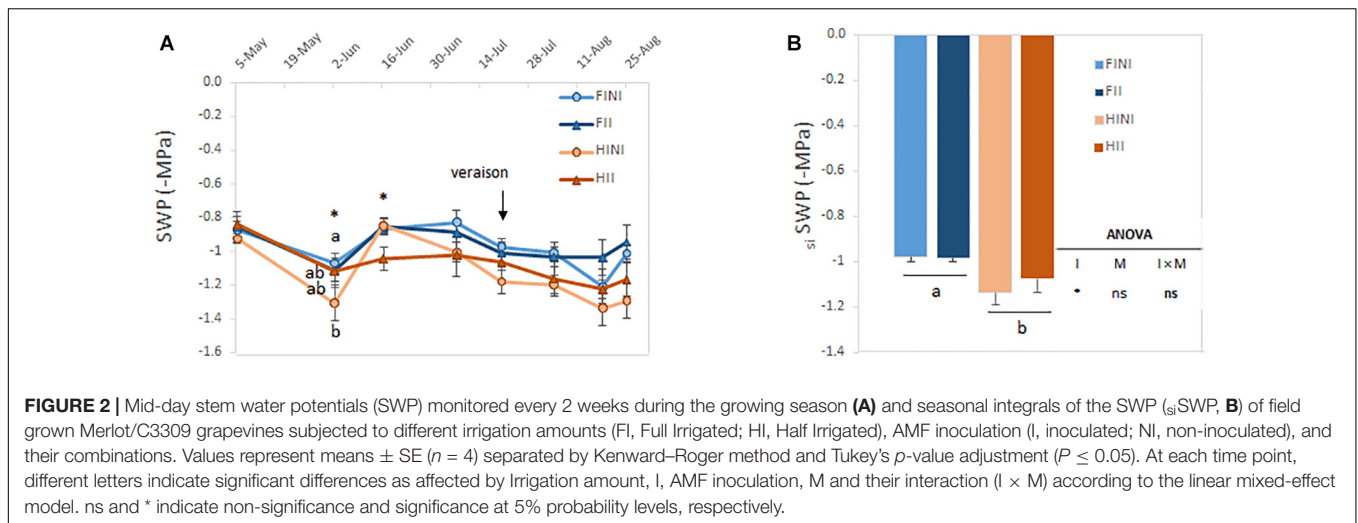 A
5-May 19-May 2-Jun 16-Jun 30-Jun 14-Jul 28-Jul 11-Aug 25-Aug
0.0
-0.2
-0.4
-0.6
-0.8
-1
-1.2
-1.4
-1.6
SWP (-MPa)
FINI
FII
HINI
HII
veraison
* *
a
ab
ab
b
B
0.0
-0.2
-0.4
-0.6
-0.8
-1
-1.2
-1.4
si SWP (-MPa)
FINI
FII
HINI
HII
a
b
ANOVA
I M I×M
* ns ns
FIGURE 2 | Mid-day stem water potentials (SWP) monitored every 2 weeks during the growing season (A) and seasonal integrals of the SWP (siSWP, B) of field
grown Merlot/C3309 grapevines subjected to different irrigation amounts (FI, Full Irrigated; HI, Half Irrigated), AMF inoculation (I, inoculated; NI, non-inoculated), and
their combinations. Values represent means ± SE (n = 4) separated by Kenward–Roger method and Tukey's p-value adjustment (P ≤ 0.05). At each time point,
different letters indicate significant differences as affected by Irrigation amount, I, AMF inoculation, M and their interaction (I × M) according to the linear mixed-effect
model. ns and * indicate non-significance and significance at 5% probability levels, respectively.